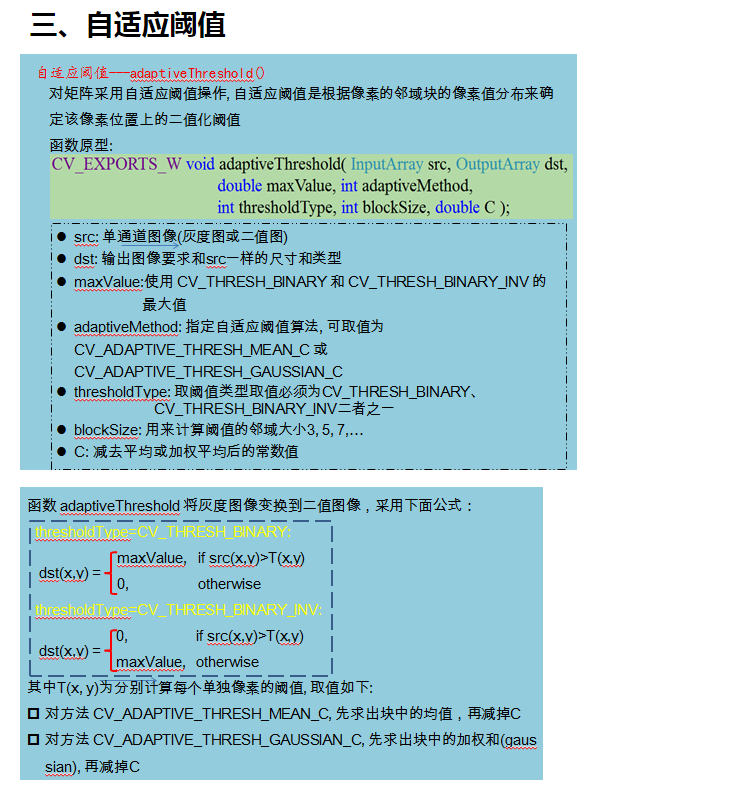 三、自适应阈值
自适应阈值---adaptiveThreshold()
对矩阵采用自适应阈值操作, 自适应阈值是根据像素的邻域块的像素值分布来确
定该像素位置上的二值化阈值
函数原型:
CV_EXPORTS_W void adaptiveThreshold( InputArray src, OutputArray dst,
double maxValue, int adaptiveMethod,
int thresholdType, int blockSize, double C );
● src: 单通道图像(灰度图或二值图)
● dst: 输出图像要求和src一样的尺寸和类型
● maxValue:使用 CV_THRESH_BINARY 和 CV_THRESH_BINARY_INV 的
最大值
● adaptiveMethod: 指定自适应阈值算法, 可取值为
CV_ADAPTIVE_THRESH_MEAN_C 或
CV_ADAPTIVE_THRESH_GAUSSIAN_C
● thresholdType: 取阈值类型取值必须为CV_THRESH_BINARY、
CV_THRESH_BINARY_INV二者之一
● blockSize: 用来计算阈值的邻域大小3, 5, 7,...
● C: 减去平均或加权平均后的常数值
函数 adaptiveThreshold 将灰度图像变换到二值图像，采用下面公式：
thresholdType=CV_THRESH_BINARY:
maxValue, if src(x,y)>T(x,y)
dst(x,y) =
0, otherwise
thresholdType=CV_THRESH_BINARY_INV:
0, if src(x,y)>T(x,y)
dst(x,y) =
maxValue, otherwise
其中T(x, y)为分别计算每个单独像素的阈值, 取值如下:
对方法 CV_ADAPTIVE_THRESH_MEAN_C, 先求出块中的均值，再减掉C
对方法 CV_ADAPTIVE_THRESH_GAUSSIAN_C, 先求出块中的加权和(gaus
sian), 再减掉C